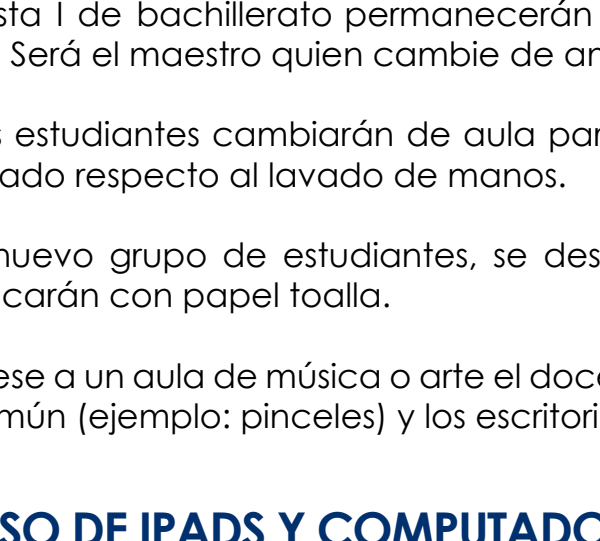 sta I de bachillerato permanecerán
. Será el maestro quien cambie de am
s estudiantes cambiarán de aula par
ado respecto al lavado de manos.
nuevo grupo de estudiantes, se des
carán con papel toalla.
ese a un aula de música o arte el doce
mún (ejemplo: pinceles) y los escritori
SO DE IPADS Y COMPUTADO